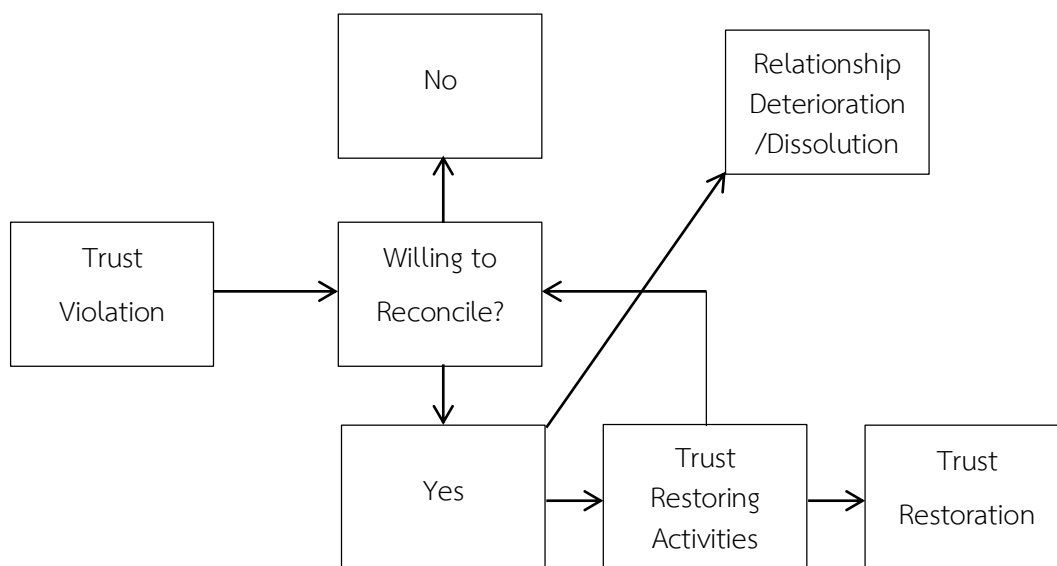 No
Relationship
Deterioration
/Dissolution
Trust
Violation
Willing to
Reconcile?
Yes
Trust
Restoring
Activities
Trust
Restoration